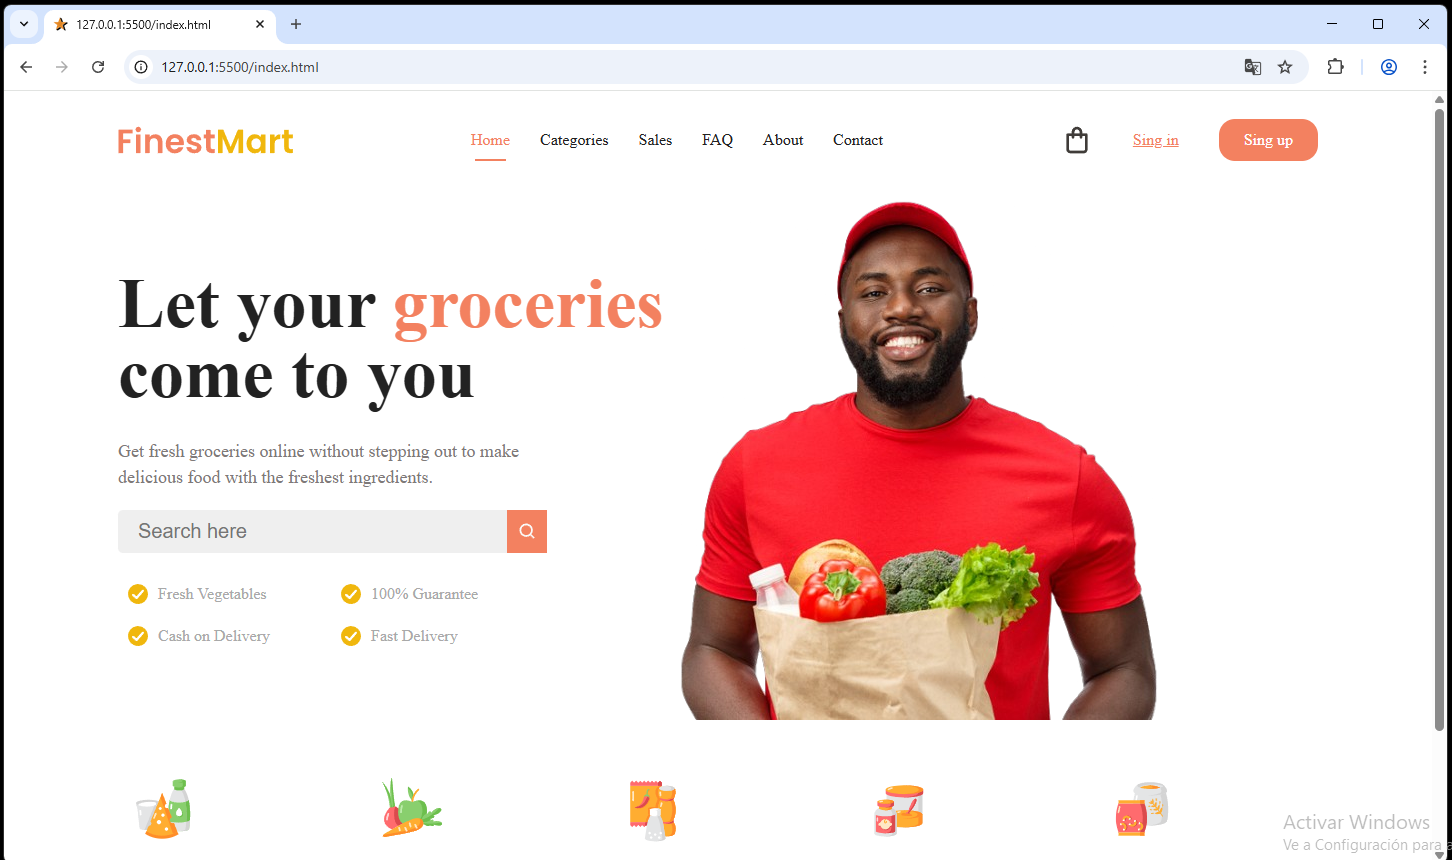 127.0.0.1:5500/index.html
127.0.0.1:5500/index.html
FinestMart
Home Categories Sales FAQ About Contact Sing in Sing up
Let your groceries
come to you
Get fresh groceries online without stepping out to make
delicious food with the freshest ingredients.
Search here
Fresh Vegetables 100% Guarantee
Cash on Delivery Fast Delivery
Activar Windows
Ve a Configuración para